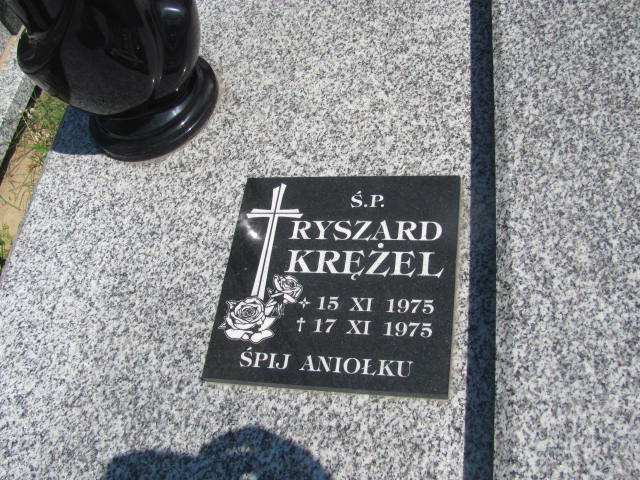 Ś.P.
RYSZARD
KRĘŻEL
✧ 15 XI 1975
† 17 XI 1975
ŚPIJ ANIOŁKU